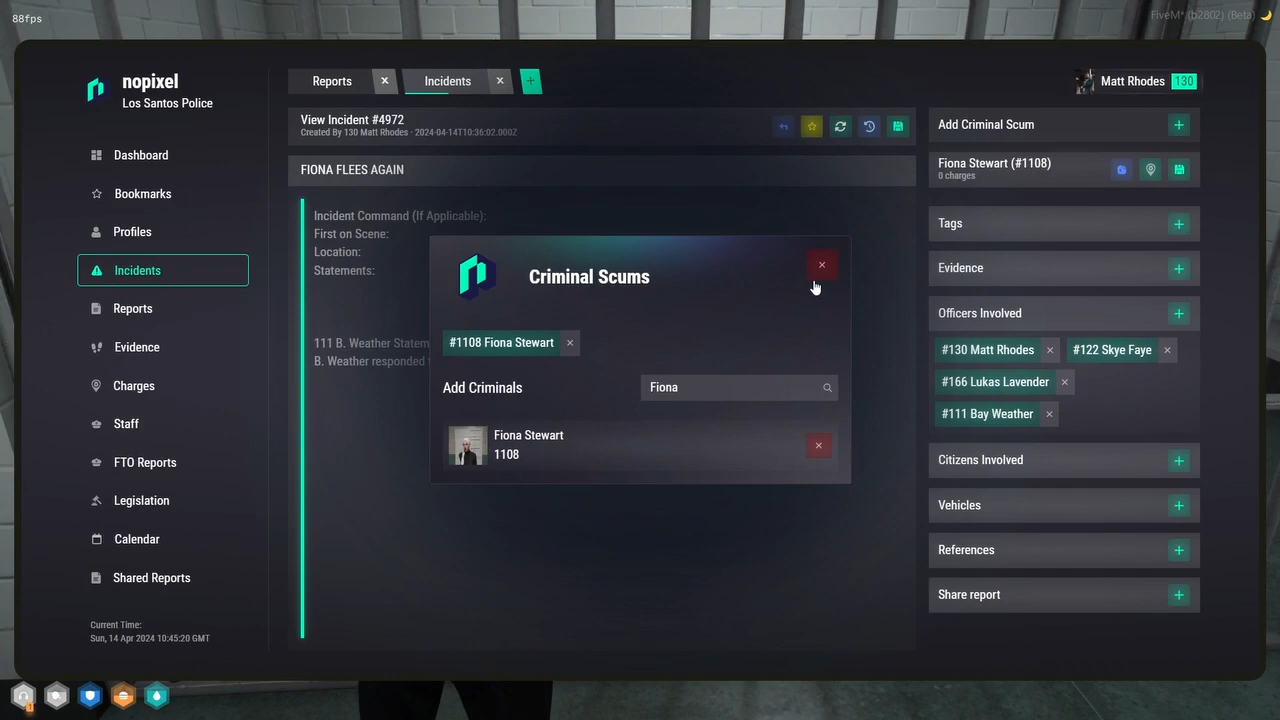 88fps
FiveM* (b2802) (Beta)
nopixel
Los Santos Police
Dashboard
Bookmarks
Profiles
Incidents
Reports
Evidence
Charges
Staff
FTO Reports
Legislation
Calendar
Shared Reports
Current Time:
Sun, 14 Apr 2024 10:45:20 GMT
Reports
Incidents
Matt Rhodes 130
View Incident #4972
Created By 130 Matt Rhodes · 2024-04-14T10:36:02.000Z
FIONA FLEES AGAIN
Incident Command (If Applicable):
First on Scene:
Location:
Statements:
111 B. Weather Statem
B. Weather responded
Criminal Scums
#1108 Fiona Stewart
Add Criminals
Fiona
Fiona Stewart
1108
Add Criminal Scum
Fiona Stewart (#1108)
0 charges
Tags
Evidence
Officers Involved
#130 Matt Rhodes
#122 Skye Faye
#166 Lukas Lavender
#111 Bay Weather
Citizens Involved
Vehicles
References
Share report